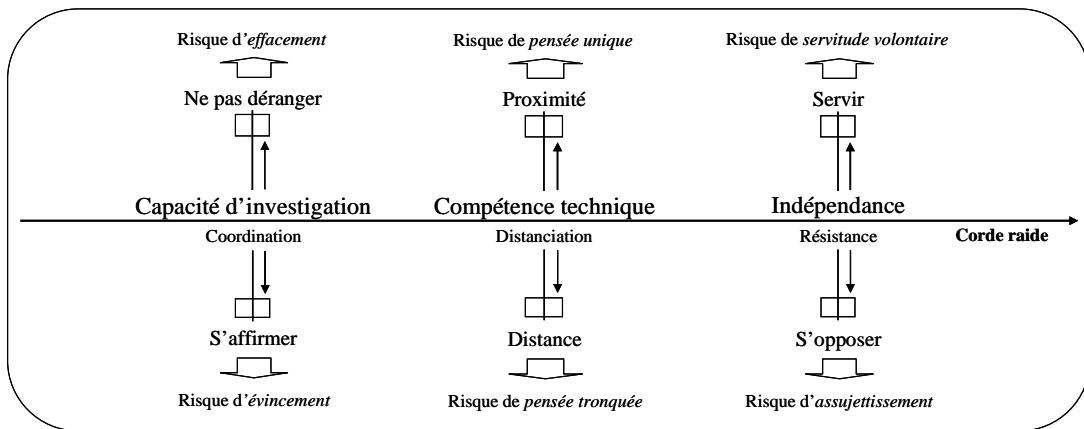 Risque d'effacement
Risque de pensée unique
Risque de servitude volontaire
Ne pas déranger
Proximité
Servir
Capacité d'investigation
Compétence technique
Indépendance
Coordination
Distanciation
Résistance
Corde raide
S'affirmer
Distance
S'opposer
Risque d'évincement
Risque de pensée tronquée
Risque d'assujettissement